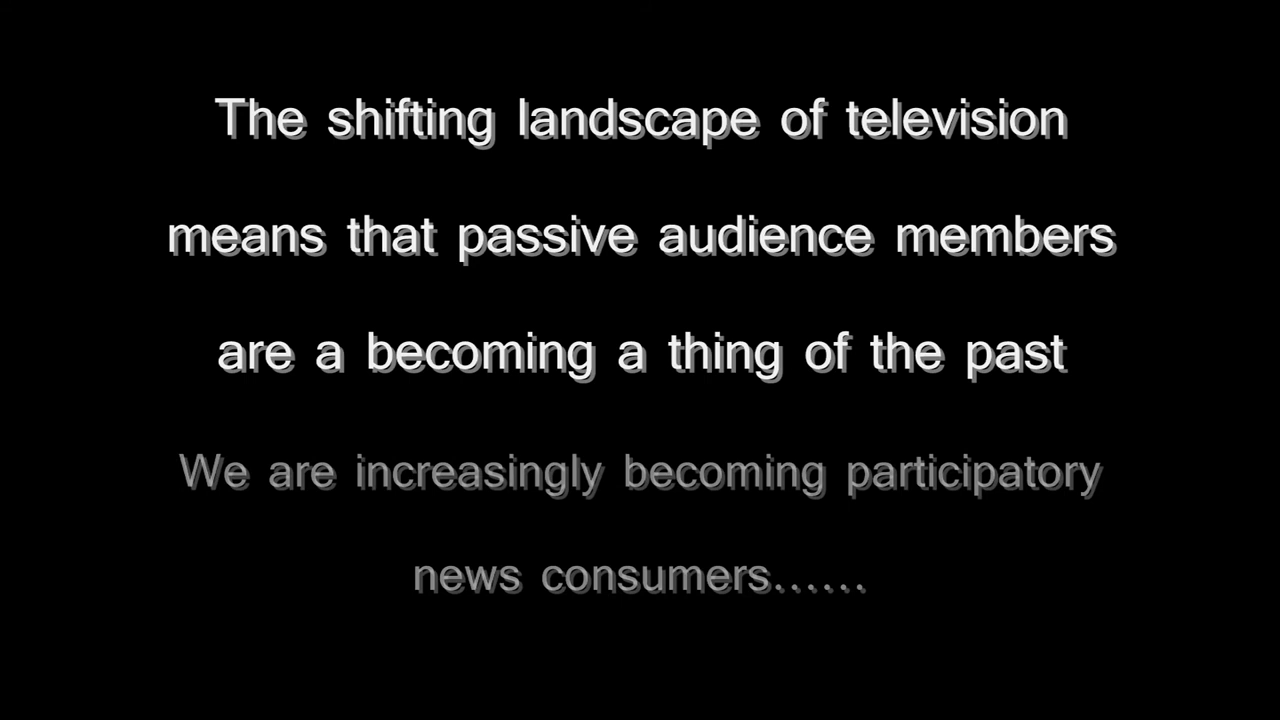 The shifting landscape of television
means that passive audience members
are a becoming a thing of the past
We are increasingly becoming participatory
news consumers......